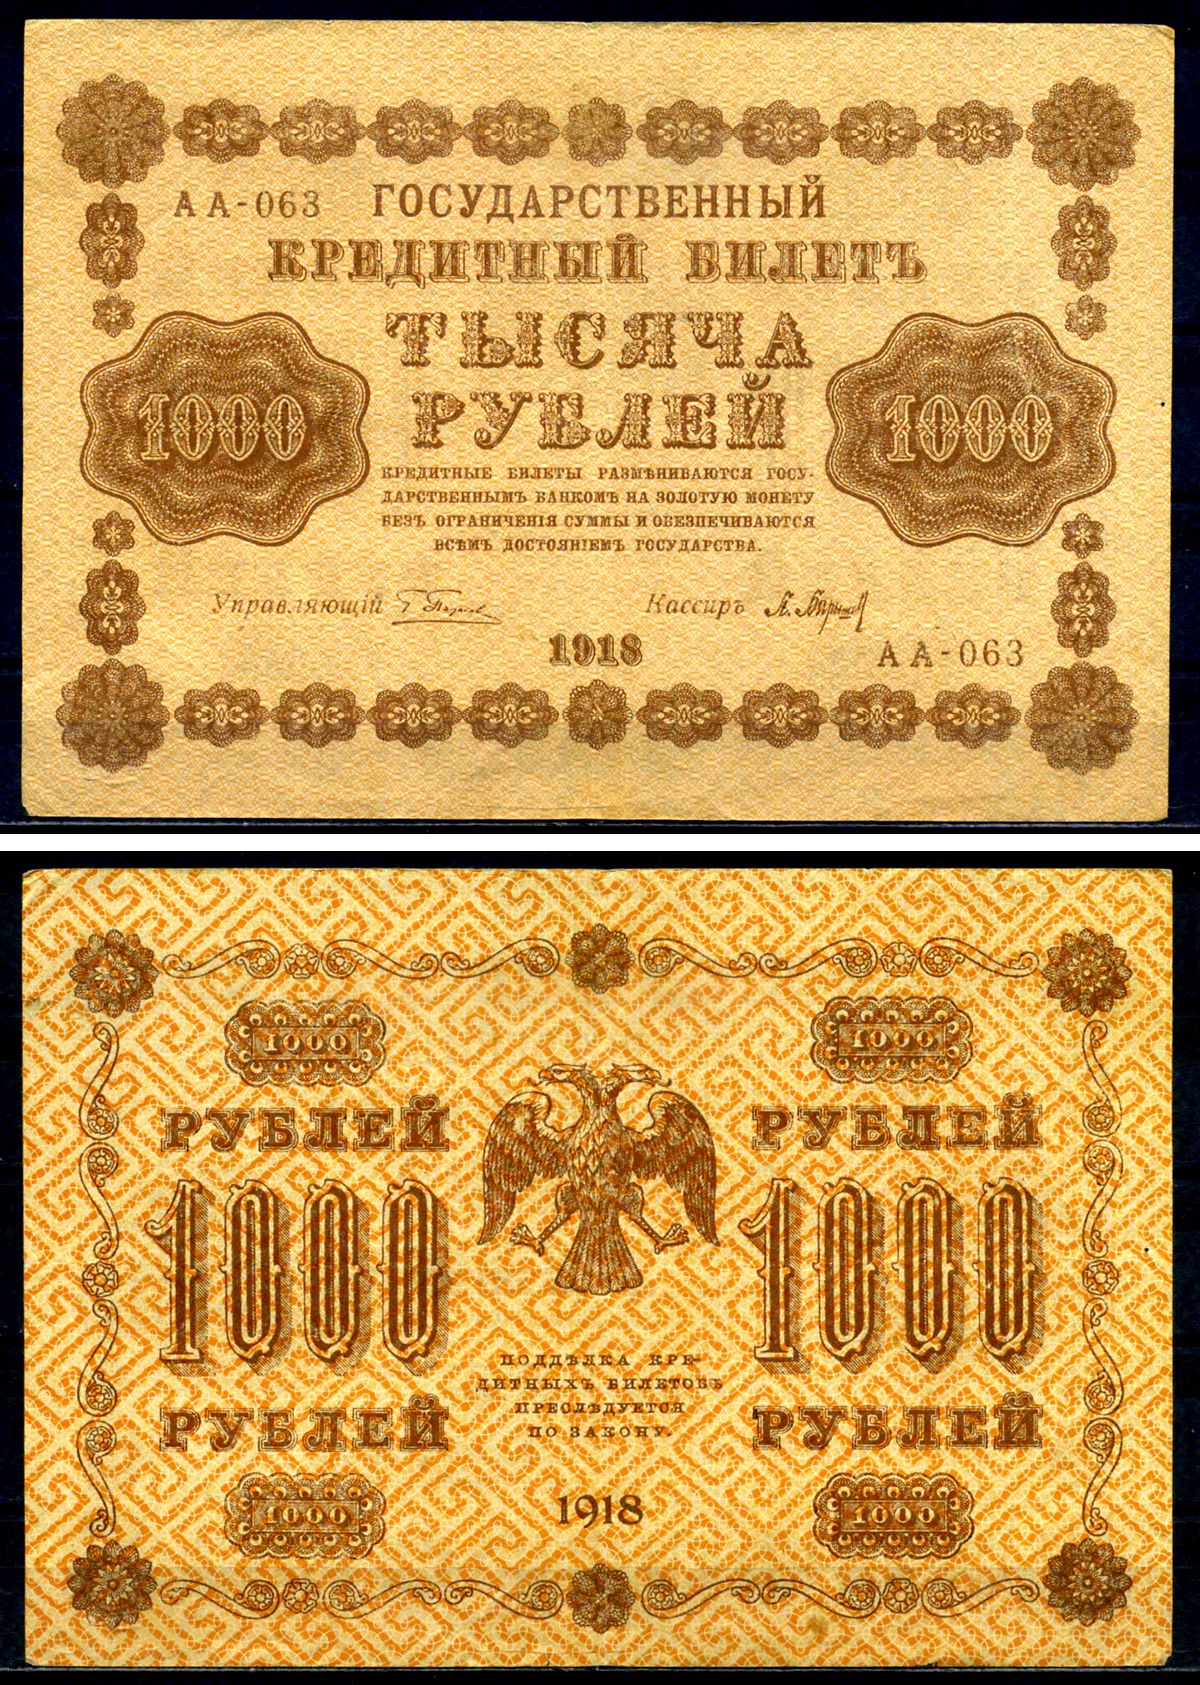 АА-063 ГОСУДАРСТВЕННЫЙ
КРЕДИТНЫЙ БИЛЕТЪ
ТЫСЯЧА
РУБЛЕЙ
1000 1000
КРЕДИТНЫЕ БИЛЕТЫ РАЗМѢНИВАЮТСЯ ГОСУ-
ДАРСТВЕННЫМЪ БАНКОМЪ НА ЗОЛОТУЮ МОНЕТУ
БЕЗЪ ОГРАНИЧЕНІЯ СУММЫ И ОБЕЗПЕЧИВАЮТСЯ
ВСѢМЪ ДОСТОЯНІЕМЪ ГОСУДАРСТВА.
Управляющій Кассиръ
1918
АА-063
1000 1000
РУБЛЕЙ РУБЛЕЙ
1000 1000
ПОДДѢЛКА КРЕ-
ДИТНЫХЪ БИЛЕТОВЪ
ПРЕСЛѢДУЕТСЯ
ПО ЗАКОНУ.
РУБЛЕЙ РУБЛЕЙ
1000 1918 1000